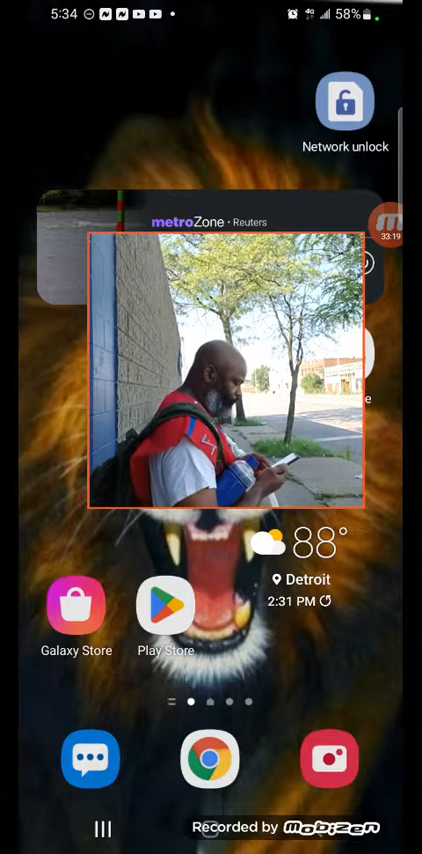 5:34
4G
58%
Network unlock
metroZone • Reuters
33:19
e
88°
Detroit
2:31 PM
Galaxy Store
Play Store
Recorded by mobizen